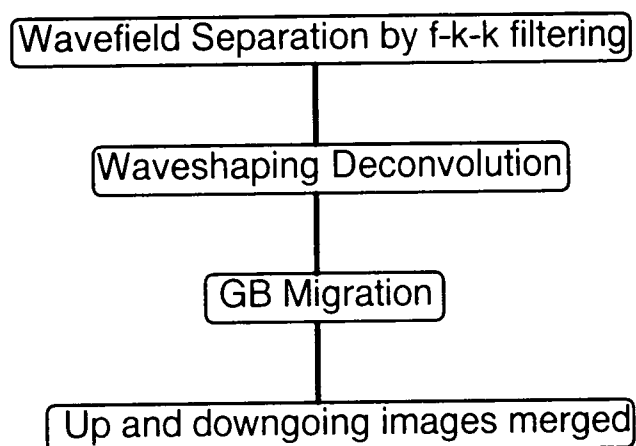 Wavefield Separation by f-k-k filtering
Waveshaping Deconvolution
GB Migration
Up and downgoing images merged